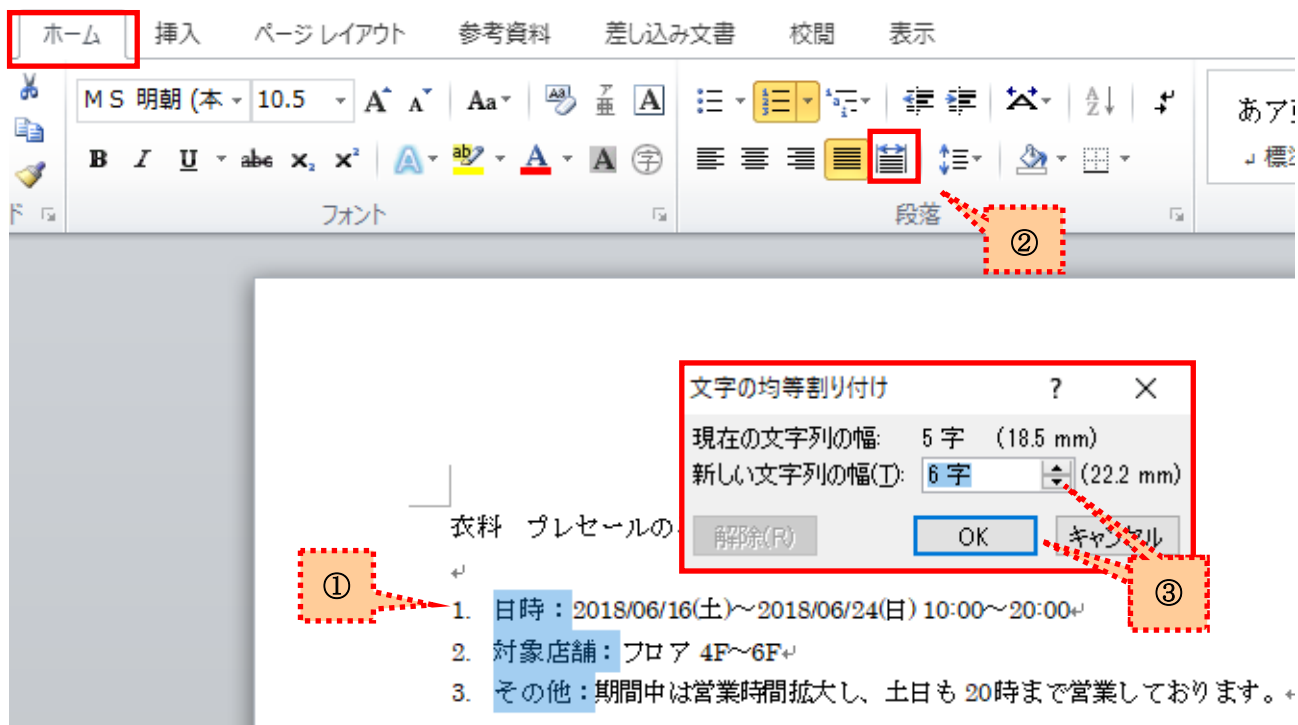 ホーム 挿入 ページ レイアウト 参考資料 差し込み文書 校閲 表示
ＭＳ 明朝 (本 10.5 A A Aa ア亜 A あア
B I U abc x₂ x² A ab A A 字 標
ド フォント 段落
②
文字の均等割り付け ? ×
現在の文字列の幅: 5 字 (18.5 mm)
新しい文字列の幅(T): 6 字 (22.2 mm)
解除(R) OK キャンセル
衣料 プレセールの
① ③
1. 日時：2018/06/16(土)～2018/06/24(日) 10:00～20:00↵
2. 対象店舗：フロア 4F～6F↵
3. その他：期間中は営業時間拡大し、土日も 20時まで営業しております。↵